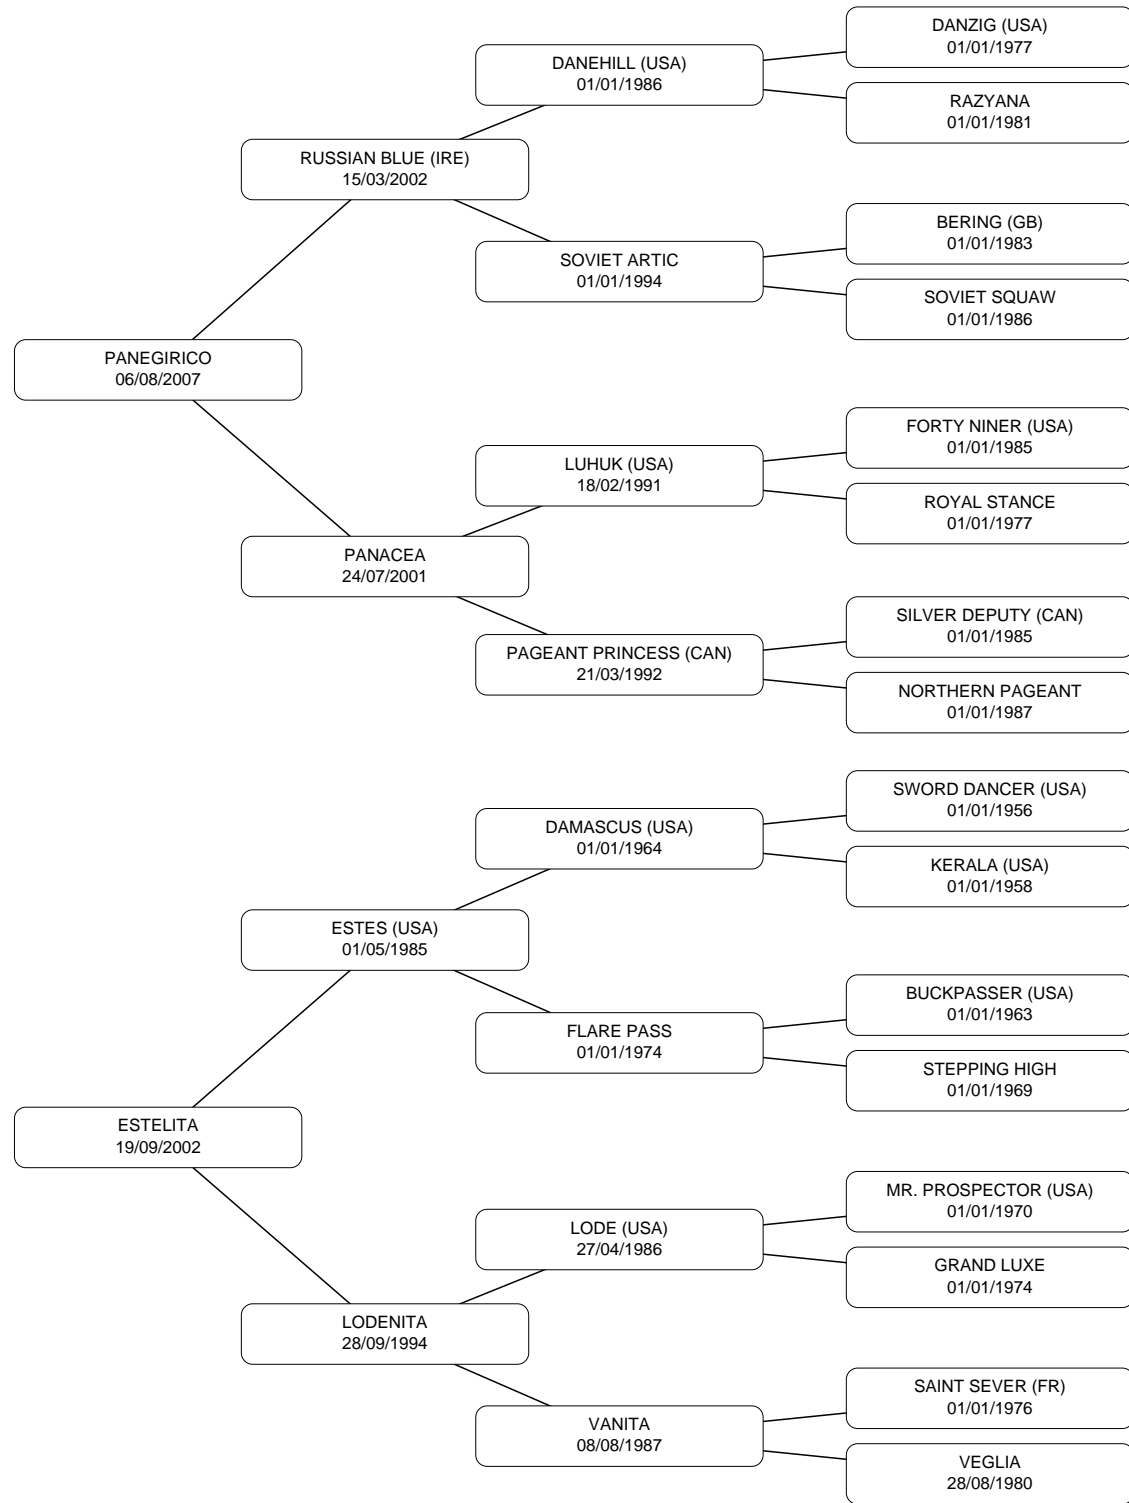 DANZIG (USA)
01/01/1977
DANEHILL (USA)
01/01/1986
RAZYANA
01/01/1981
RUSSIAN BLUE (IRE)
15/03/2002
BERING (GB)
01/01/1983
SOVIET ARTIC
01/01/1994
SOVIET SQUAW
01/01/1986
PANEGIRICO
06/08/2007
FORTY NINER (USA)
01/01/1985
LUHUK (USA)
18/02/1991
ROYAL STANCE
01/01/1977
PANACEA
24/07/2001
SILVER DEPUTY (CAN)
01/01/1985
PAGEANT PRINCESS (CAN)
21/03/1992
NORTHERN PAGEANT
01/01/1987
SWORD DANCER (USA)
01/01/1956
DAMASCUS (USA)
01/01/1964
KERALA (USA)
01/01/1958
ESTES (USA)
01/05/1985
BUCKPASSER (USA)
01/01/1963
FLARE PASS
01/01/1974
STEPPING HIGH
01/01/1969
ESTELITA
19/09/2002
MR. PROSPECTOR (USA)
01/01/1970
LODE (USA)
27/04/1986
GRAND LUXE
01/01/1974
LODENITA
28/09/1994
SAINT SEVER (FR)
01/01/1976
VANITA
08/08/1987
VEGLIA
28/08/1980